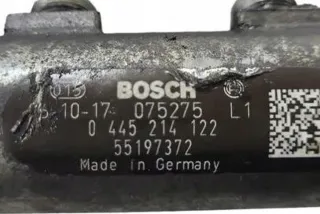 BOSCH
10-17 075275 L1
0 445 214 122
55197372
Made in Germany